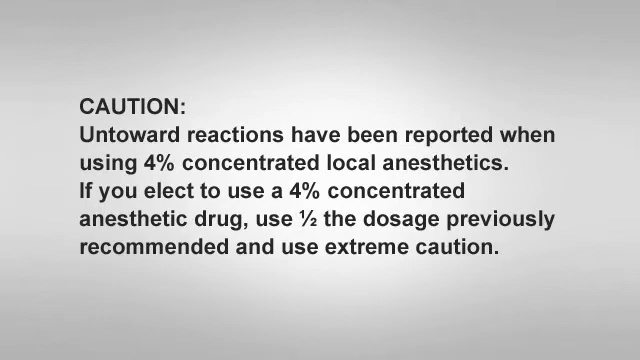 CAUTION:
Untoward reactions have been reported when
using 4% concentrated local anesthetics.
If you elect to use a 4% concentrated
anesthetic drug, use ½ the dosage previously
recommended and use extreme caution.